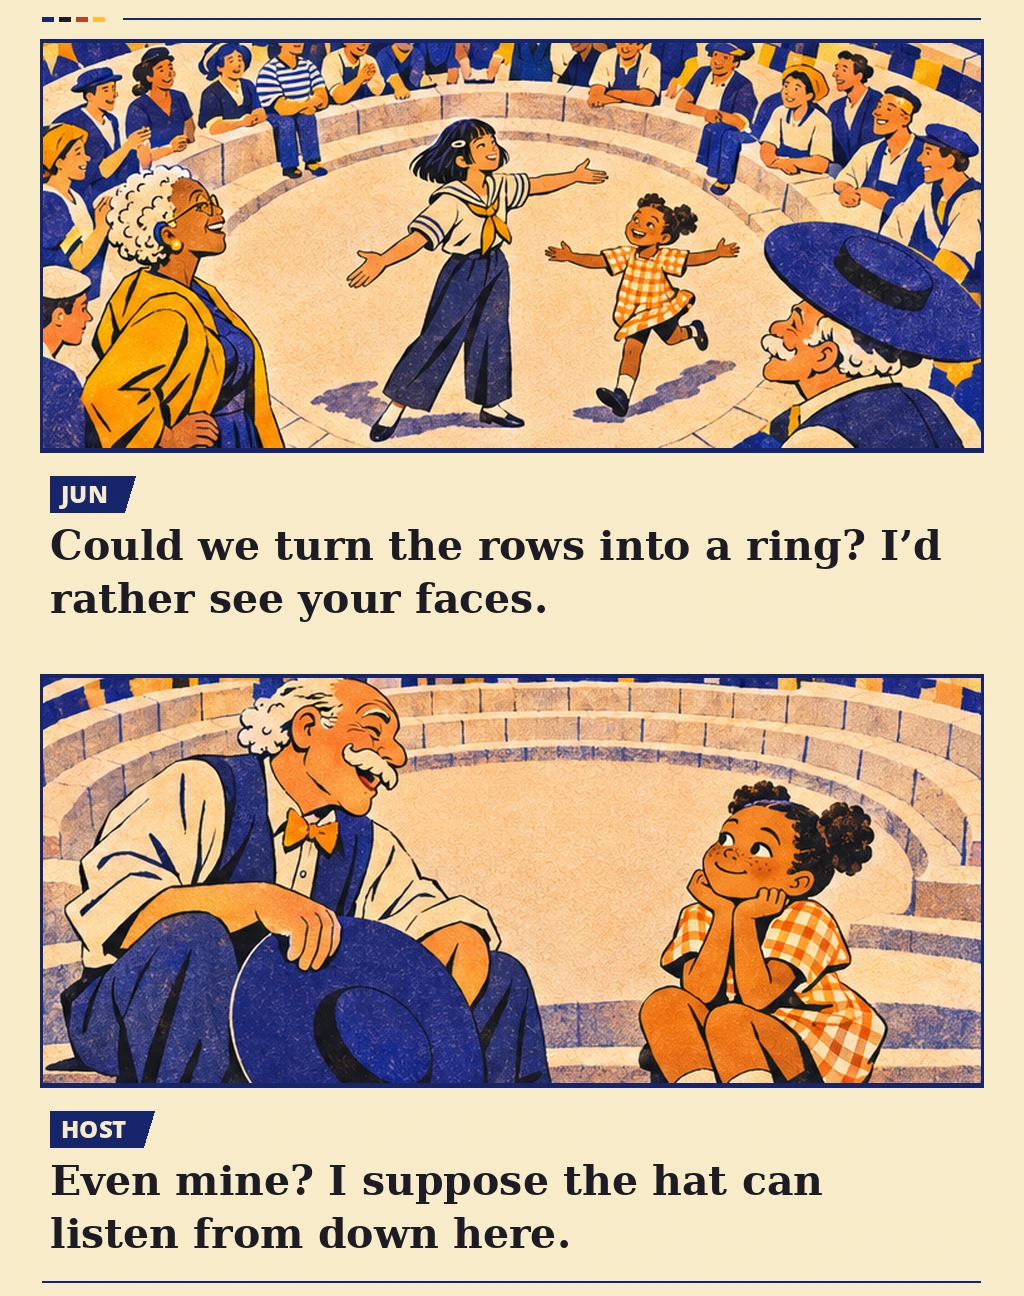 JUN
Could we turn the rows into a ring? I’d
rather see your faces.
HOST
Even mine? I suppose the hat can
listen from down here.